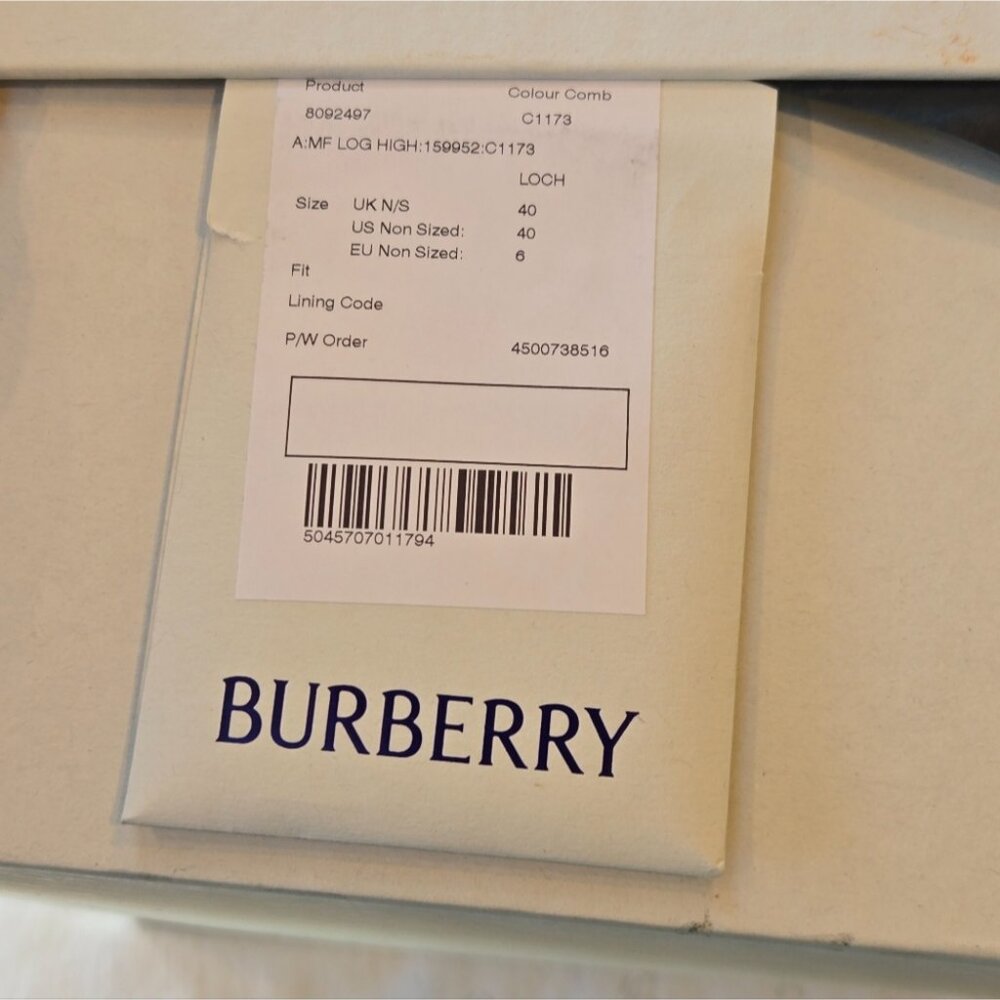 Product Colour Comb
8092497 C1173
A:MF LOG HIGH:159952:C1173
LOCH
Size UK N/S 40
US Non Sized: 40
EU Non Sized: 6
Fit
Lining Code
P/W Order 4500738516
5045707011794
BURBERRY